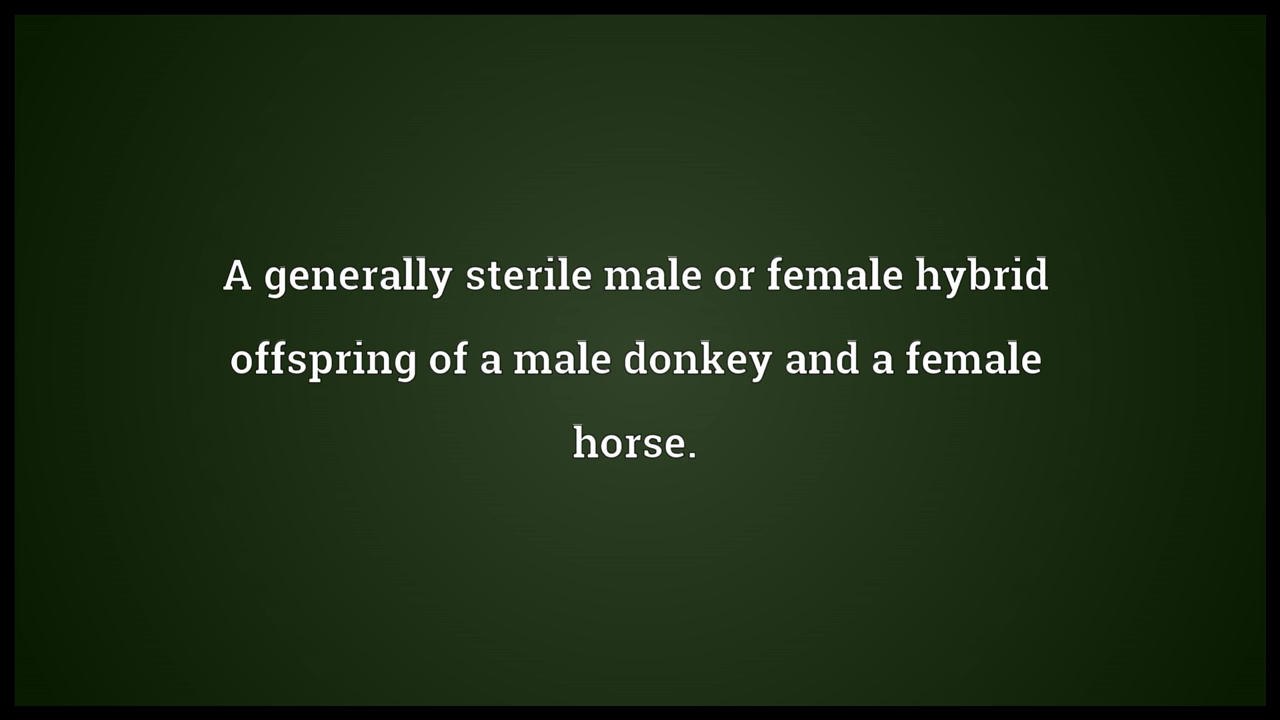 A generally sterile male or female hybrid
offspring of a male donkey and a female
horse.